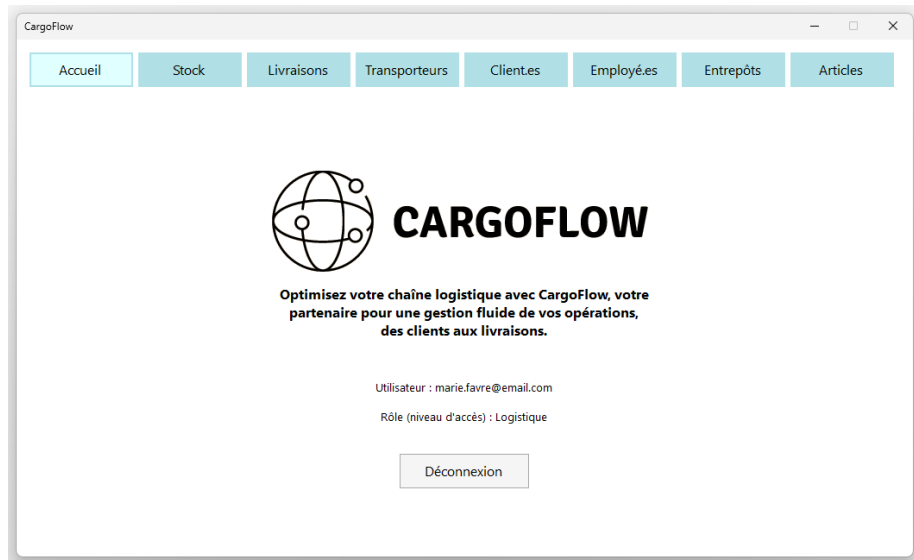 CargoFlow
Accueil
Stock
Livraisons
Transporteurs
Client.es
Employé.es
Entrepôts
Articles
CARGOFLOW
Optimisez votre chaîne logistique avec CargoFlow, votre
partenaire pour une gestion fluide de vos opérations,
des clients aux livraisons.
Utilisateur : marie.favre@email.com
Rôle (niveau d'accès) : Logistique
Déconnexion